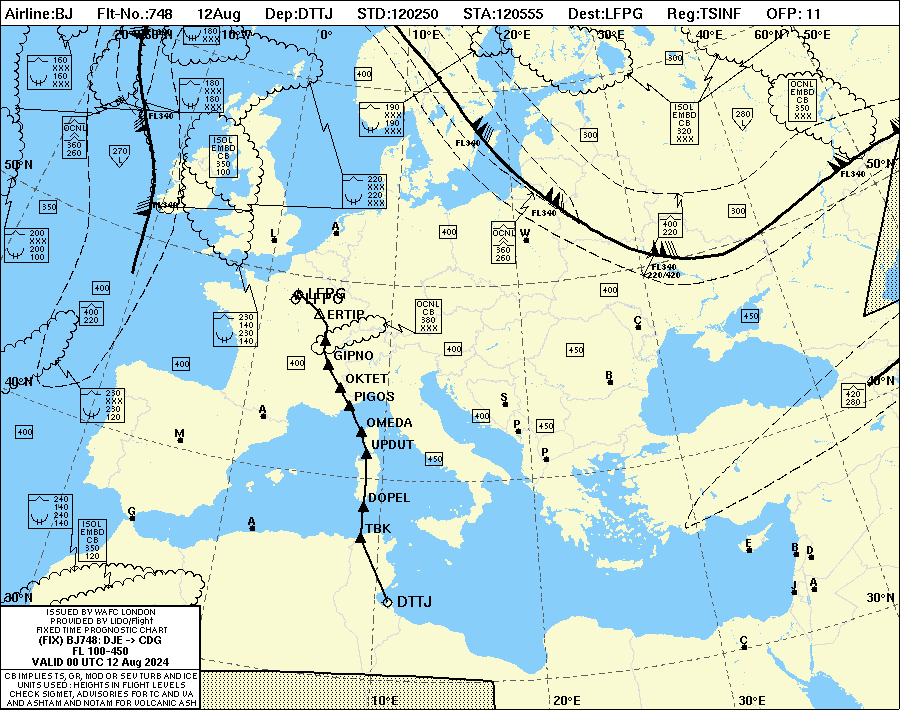 Airline:BJ Flt-No.:748 12Aug Dep:DTTJ STD:120250 STA:120555 Dest:LFPG Reg:TSINF OFP: 11
10°W 0° 10°E 20°E 30°E 40°E 60°N 50°E
180
XXX
160
XXX
160
XXX
180
XXX
180
180
400
190
XXX
190
XXX
300
OCNL
EMBD
CB
350
XXX
ISOL
EMBD
CB
320
XXX
280
L
FL340
OCNL
360
260
270
L
ISOL
EMBD
CB
350
100
FL340
300
50°N
50°N
FL340
220
XXX
220
XXX
350
FL340
FL340
400
220
300
200
XXX
200
100
L
A
400
OCNL
360
260
W
FL340
220/420
400
400
LFPG
ERTIP
400
220
230
140
230
140
OCNL
CB
380
XXX
C
450
GIPNO
400
400
400
450
40°N
OKTET
B
40°N
PIGOS
S
420
280
230
XXX
230
120
A
OMEDA
400
P
450
400
M
UPDUT
450
P
240
140
240
140
DOPEL
G
A
TBK
ISOL
EMBD
CB
350
120
E
B
D
J
A
30°N
DTTJ
30°N
ISSUED BY WAFC LONDON
PROVIDED BY LIDO/Flight
FIXED TIME PROGNOSTIC CHART
(FIX) BJ748: DJE -> CDG
FL 100-450
VALID 00 UTC 12 Aug 2024
C
CB IMPLIES TS, GR, MOD OR SEV TURB AND ICE
UNITS USED : HEIGHTS IN FLIGHT LEVELS
CHECK SIGMET, ADVISORIES FOR TC AND VA
AND ASHTAM AND NOTAM FOR VOLCANIC ASH
10°E 20°E 30°E